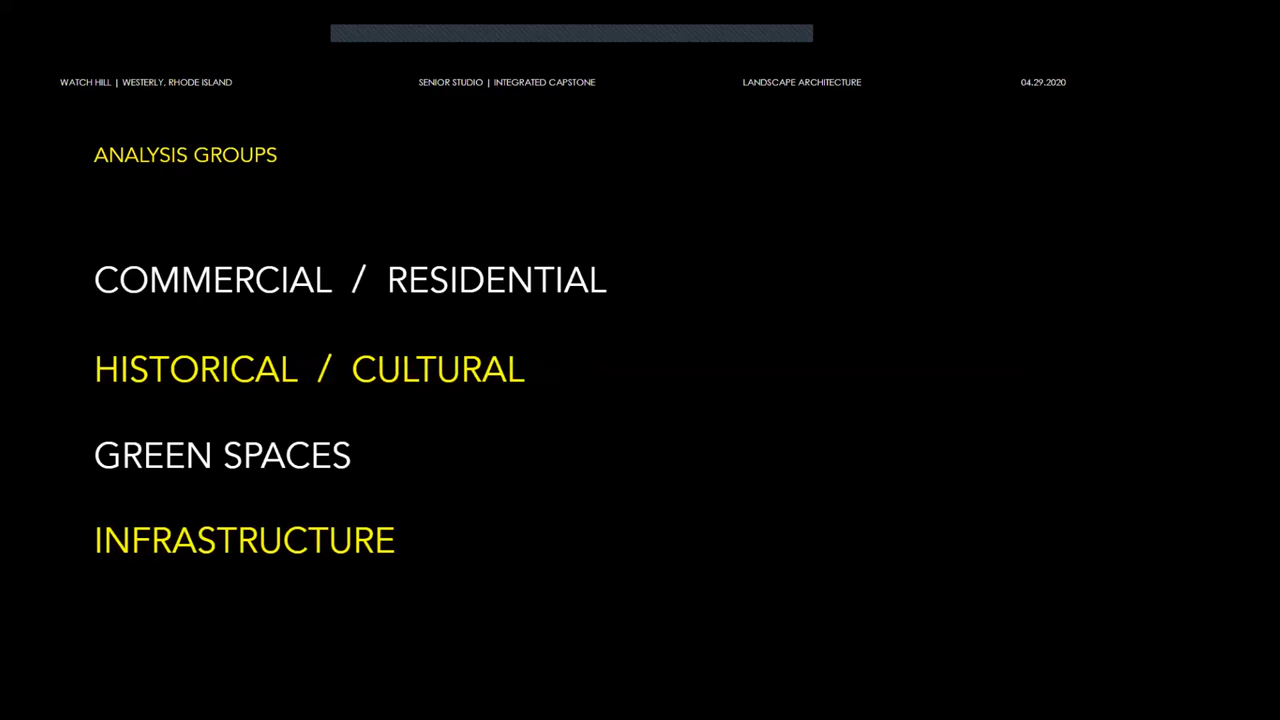 WATCH HILL | WESTERLY, RHODE ISLAND SENIOR STUDIO | INTEGRATED CAPSTONE LANDSCAPE ARCHITECTURE 04.29.2020
ANALYSIS GROUPS
COMMERCIAL / RESIDENTIAL
HISTORICAL / CULTURAL
GREEN SPACES
INFRASTRUCTURE